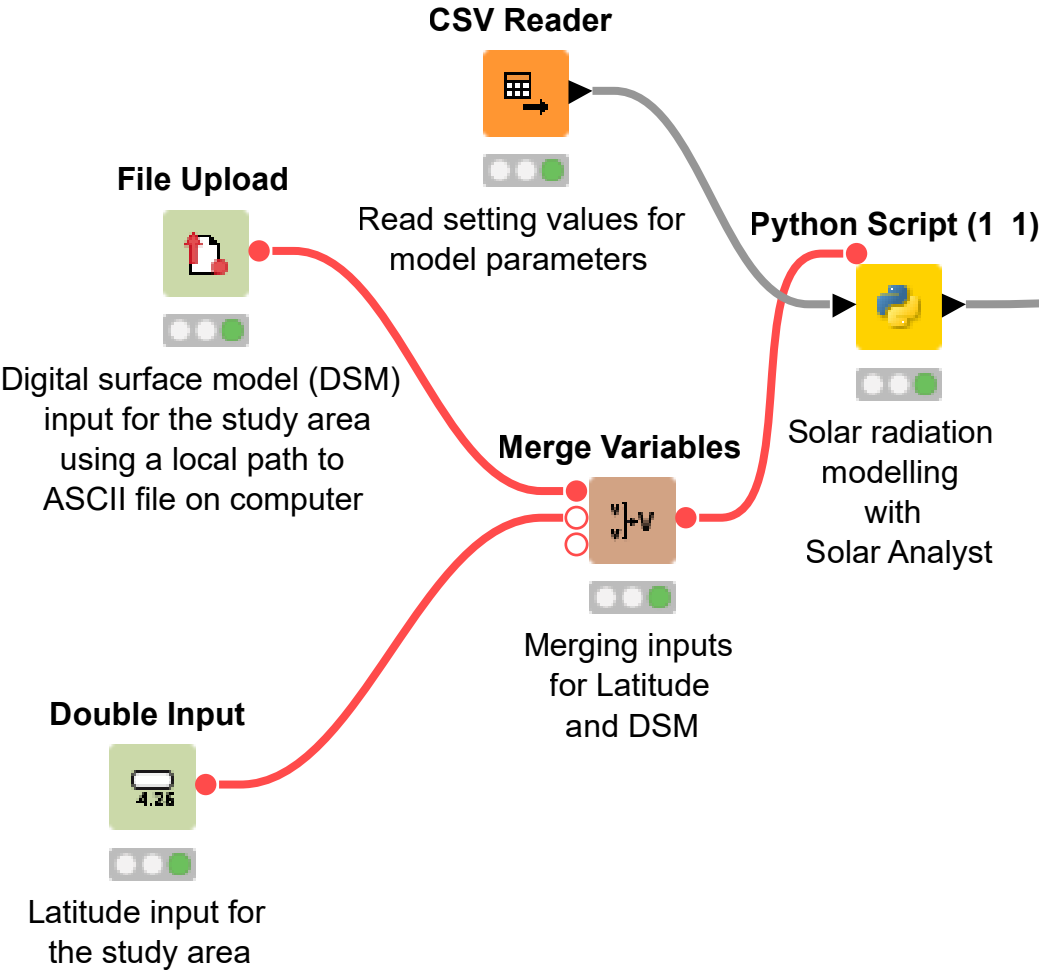 CSV Reader
Read setting values for
model parameters
File Upload
Digital surface model (DSM)
input for the study area
using a local path to
ASCII file on computer
Python Script (1  1)
Solar radiation
modelling
with
Solar Analyst
Merge Variables
V
V
V
Merging inputs
for Latitude
and DSM
Double Input
4.26
Latitude input for
the study area